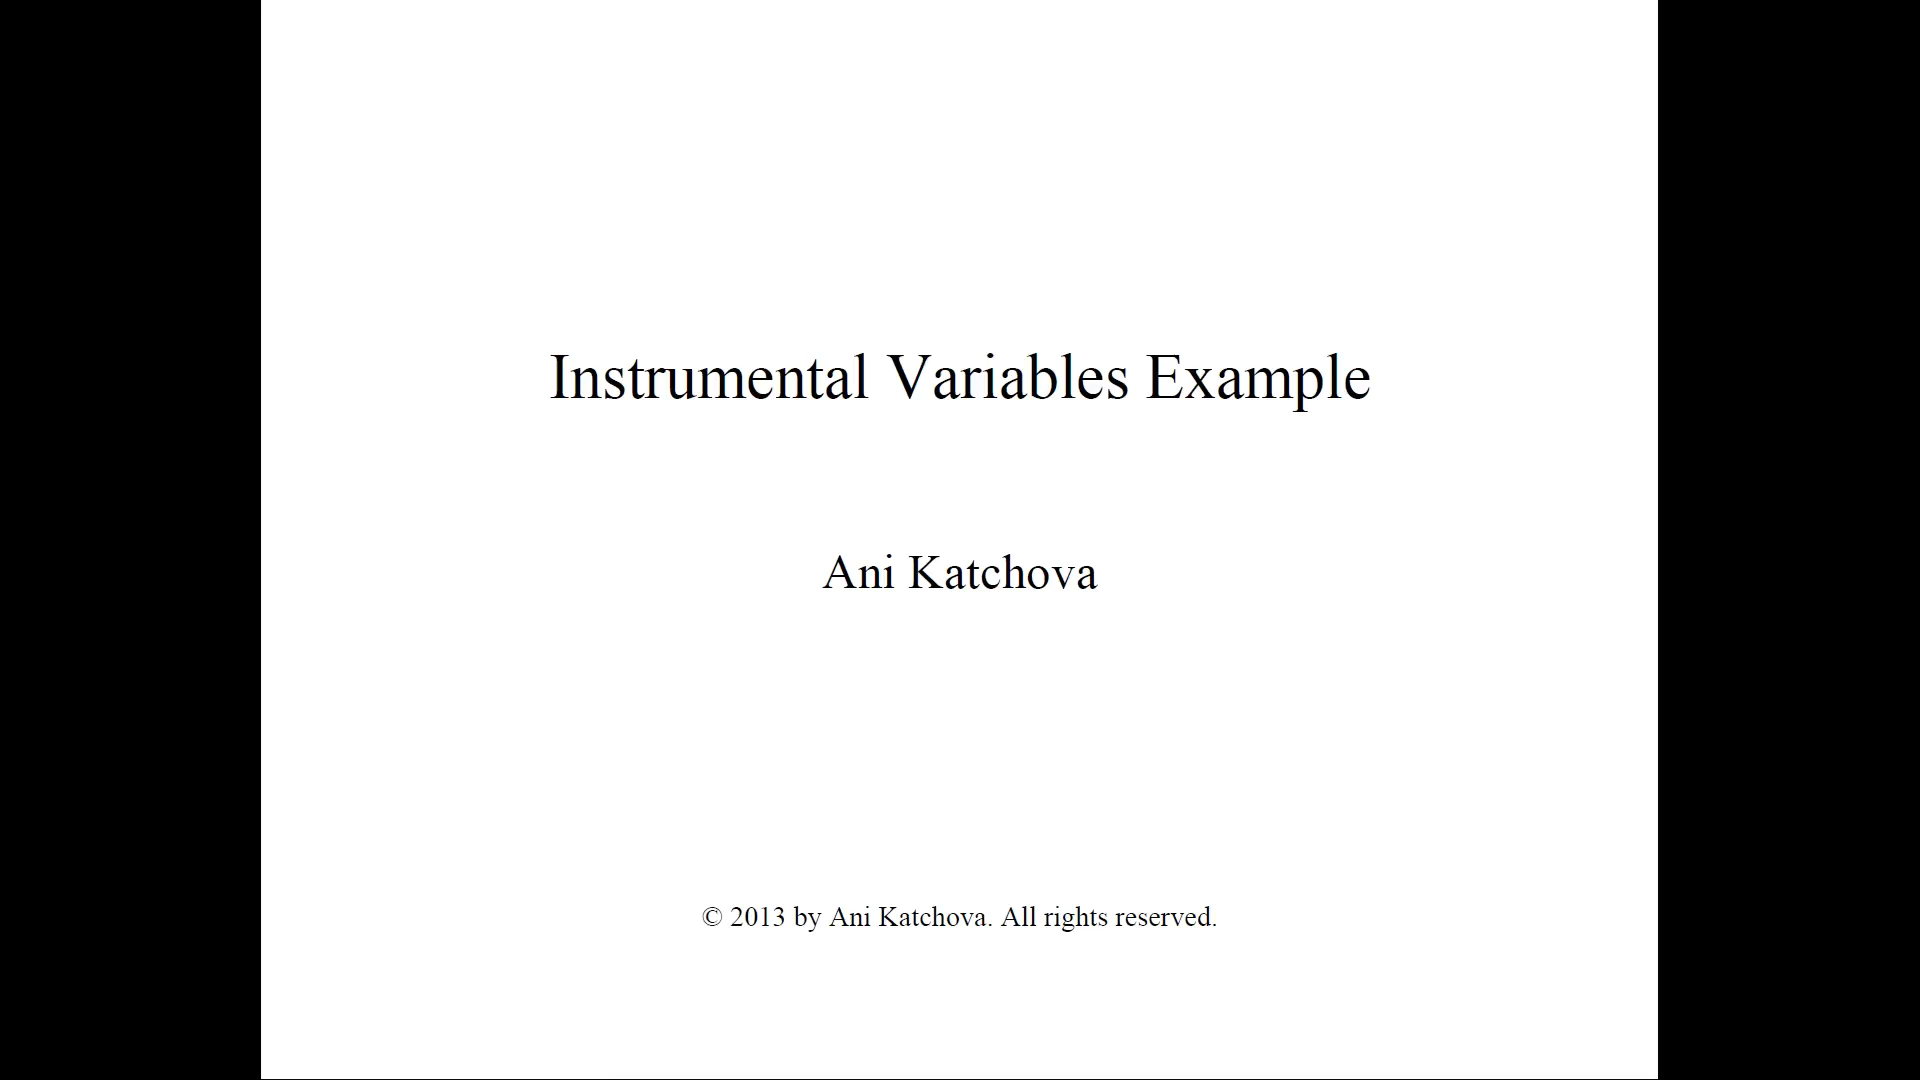 Instrumental Variables Example
Ani Katchova
© 2013 by Ani Katchova. All rights reserved.